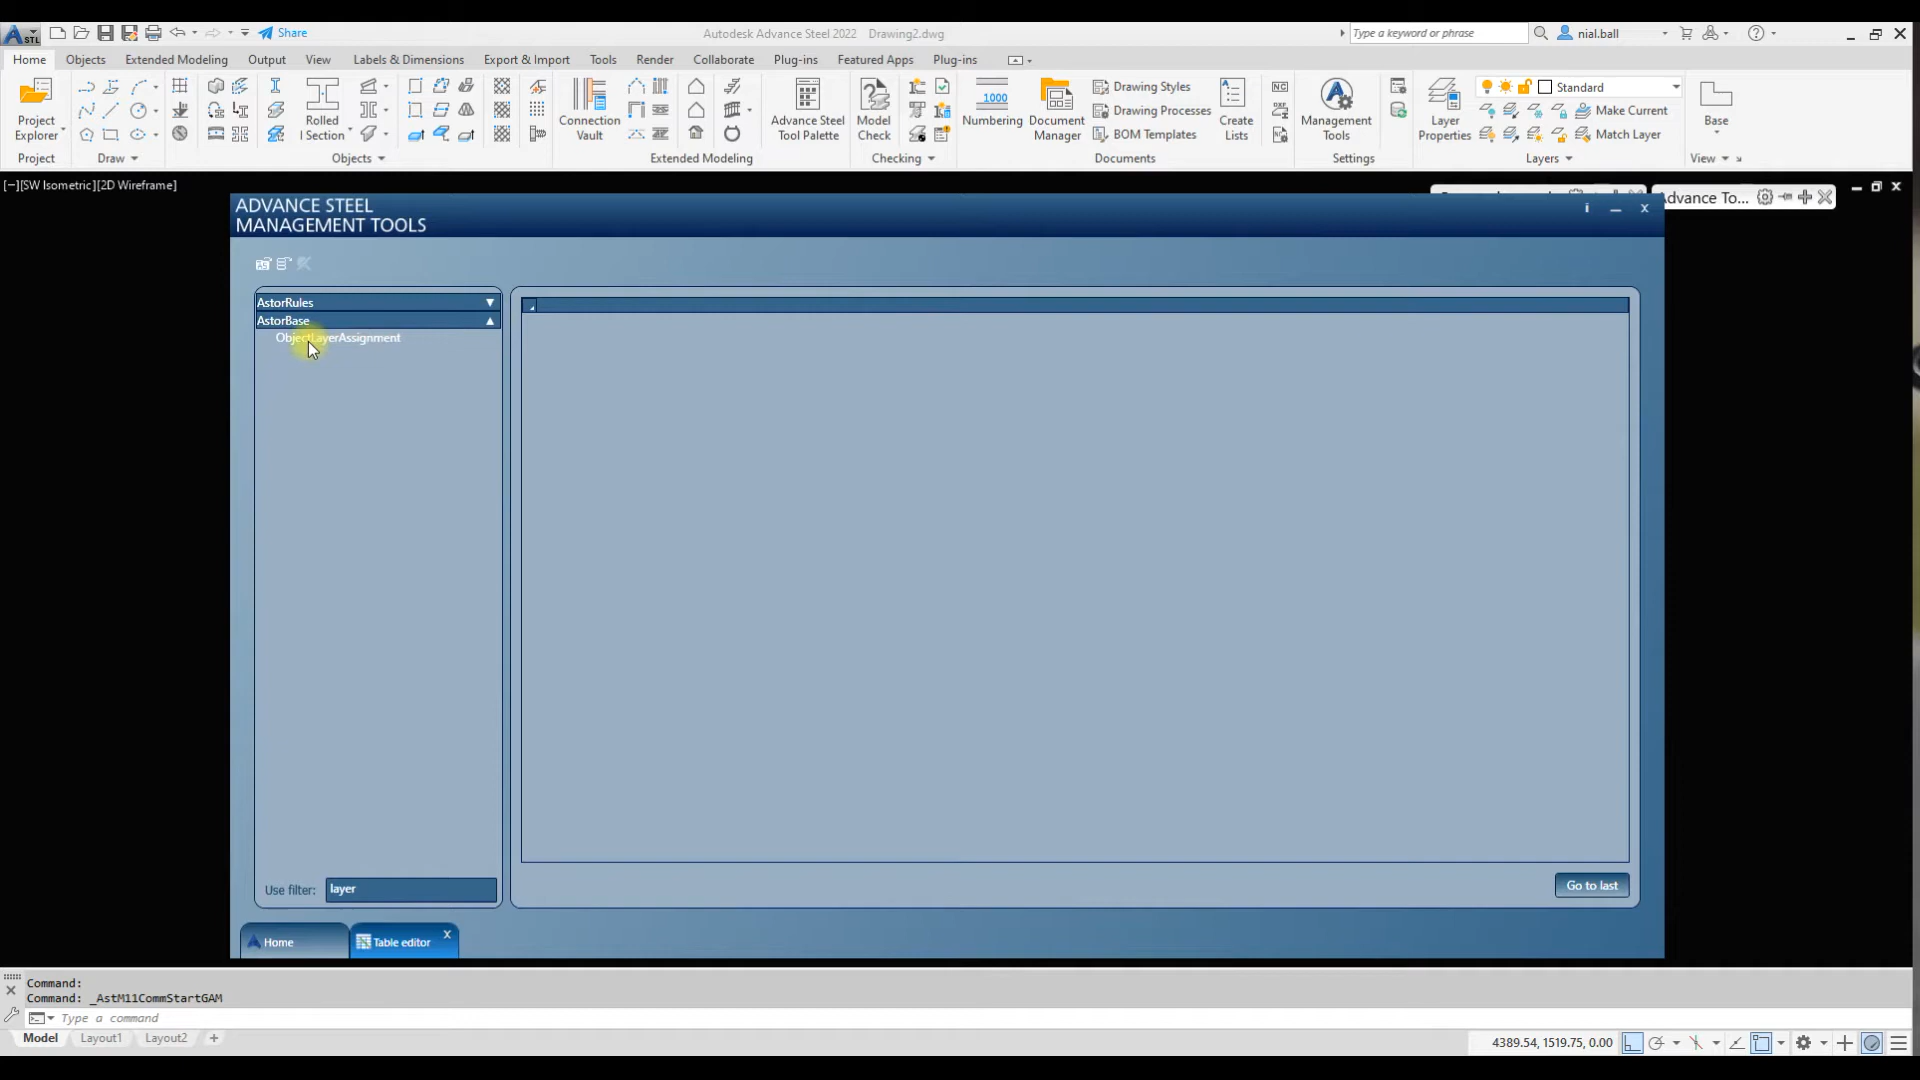 Share
Autodesk Advance Steel 2022 Drawing2.dwg
Type a keyword or phrase
nial.ball
STL
Home Objects Extended Modeling Output View Labels & Dimensions Export & Import Tools Render Collaborate Plug-ins Featured Apps Plug-ins
Project Explorer
Rolled I Section
Connection Vault
Advance Steel Tool Palette
Model Check
1000
Numbering
Document Manager
Drawing Styles
Drawing Processes
BOM Templates
Create Lists
NC
DXF
NC
Management Tools
Layer Properties
Standard
Make Current
Match Layer
Base
Project Draw Objects Extended Modeling Checking Documents Settings Layers View
[−][SW Isometric][2D Wireframe]
dvance To...
ADVANCE STEEL
MANAGEMENT TOOLS
i
x
AstorRules
AstorBase
ObjectLayerAssignment
Use filter: layer
Go to last
Home
Table editor
x
Command:
Command: _AstM11CommStartGAM
Type a command
Model Layout1 Layout2 +
4389.54, 1519.75, 0.00